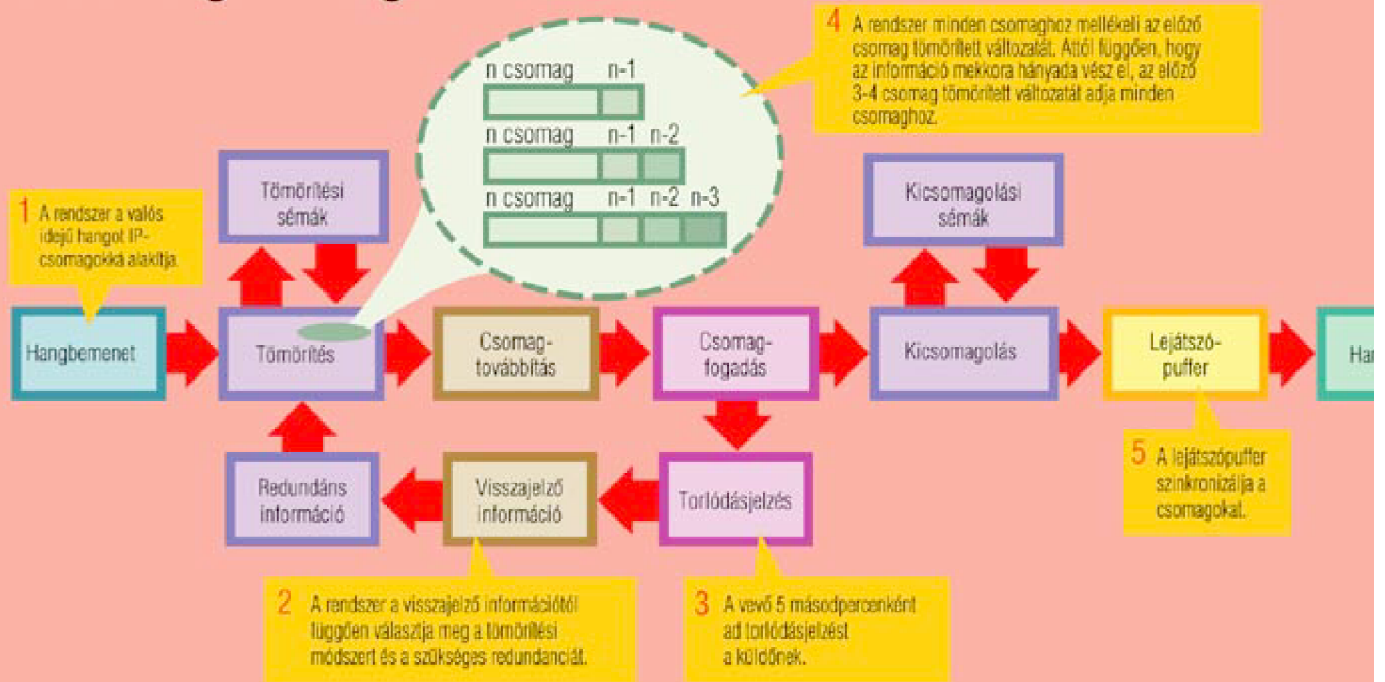 4 A rendszer minden csomaghoz mellékeli az előző
csomag tömörített változatát. Attól függően, hogy
az információ mekkora hányada vész el, az előző
3-4 csomag tömörített változatát adja minden
csomaghoz.
n csomag n-1
n csomag n-1 n-2
n csomag n-1 n-2 n-3
Tömörítési
sémák
Kicsomagolási
sémák
1 A rendszer a valós
idejű hangot IP-
csomagokká alakítja.
Hangbemenet
Tömörítés
Csomag-
továbbítás
Csomag-
fogadás
Kicsomagolás
Lejátszó-
puffer
Redundáns
információ
Visszajelző
információ
Torlódásjelzés
5 A lejátszópuffer
szinkronizálja a
csomagokat.
2 A rendszer a visszajelző információtól
függően választja meg a tömörítési
módszert és a szükséges redundanciát.
3 A vevő 5 másodpercenként
ad torlódásjelzést
a küldőnek.